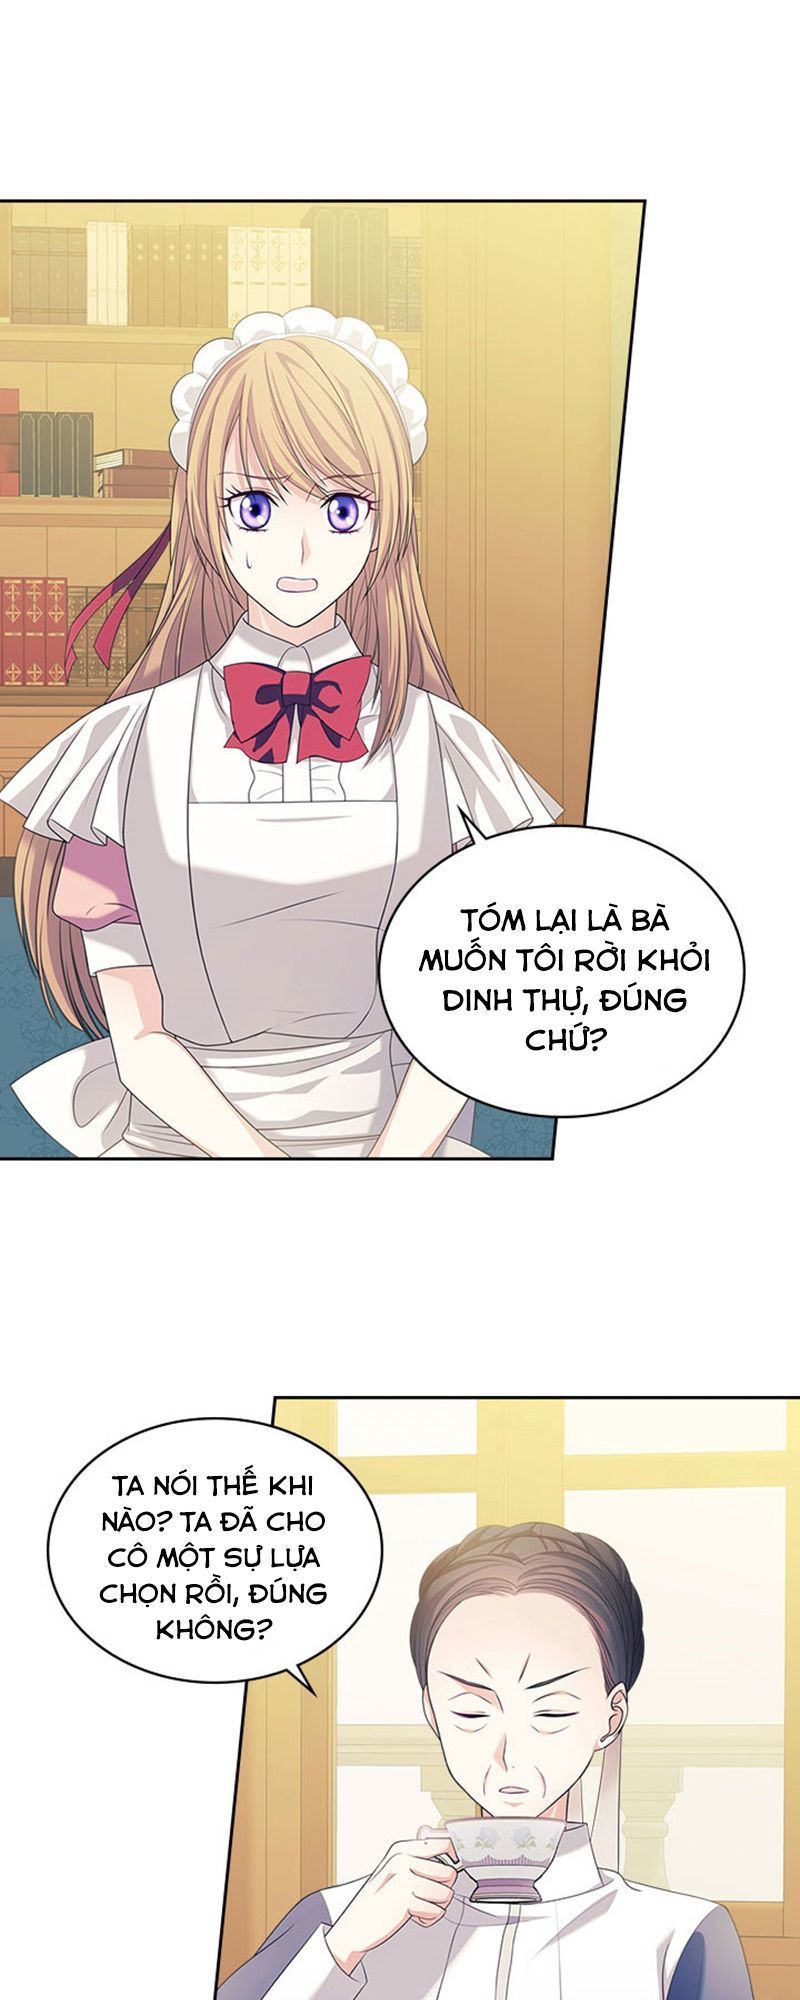 TÓM LẠI LÀ BÀ
MUỐN TÔI RỜI KHỎI
DINH THỰ, ĐÚNG
CHỨ?
TA NÓI THẾ KHI
NÀO? TA ĐÃ CHO
CÔ MỘT SỰ LỰA
CHỌN RỒI, ĐÚNG
KHÔNG?